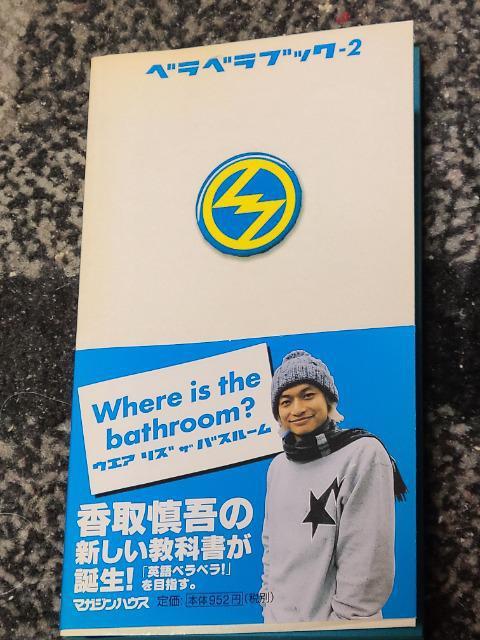 ベラベラブック-2
Where is the
bathroom?
ウエア リズ ザ バスルーム
香取慎吾の
新しい教科書が
誕生!「英語ベラベラ!」
を目指す。
マガジンハウス 定価:本体952円(税別)